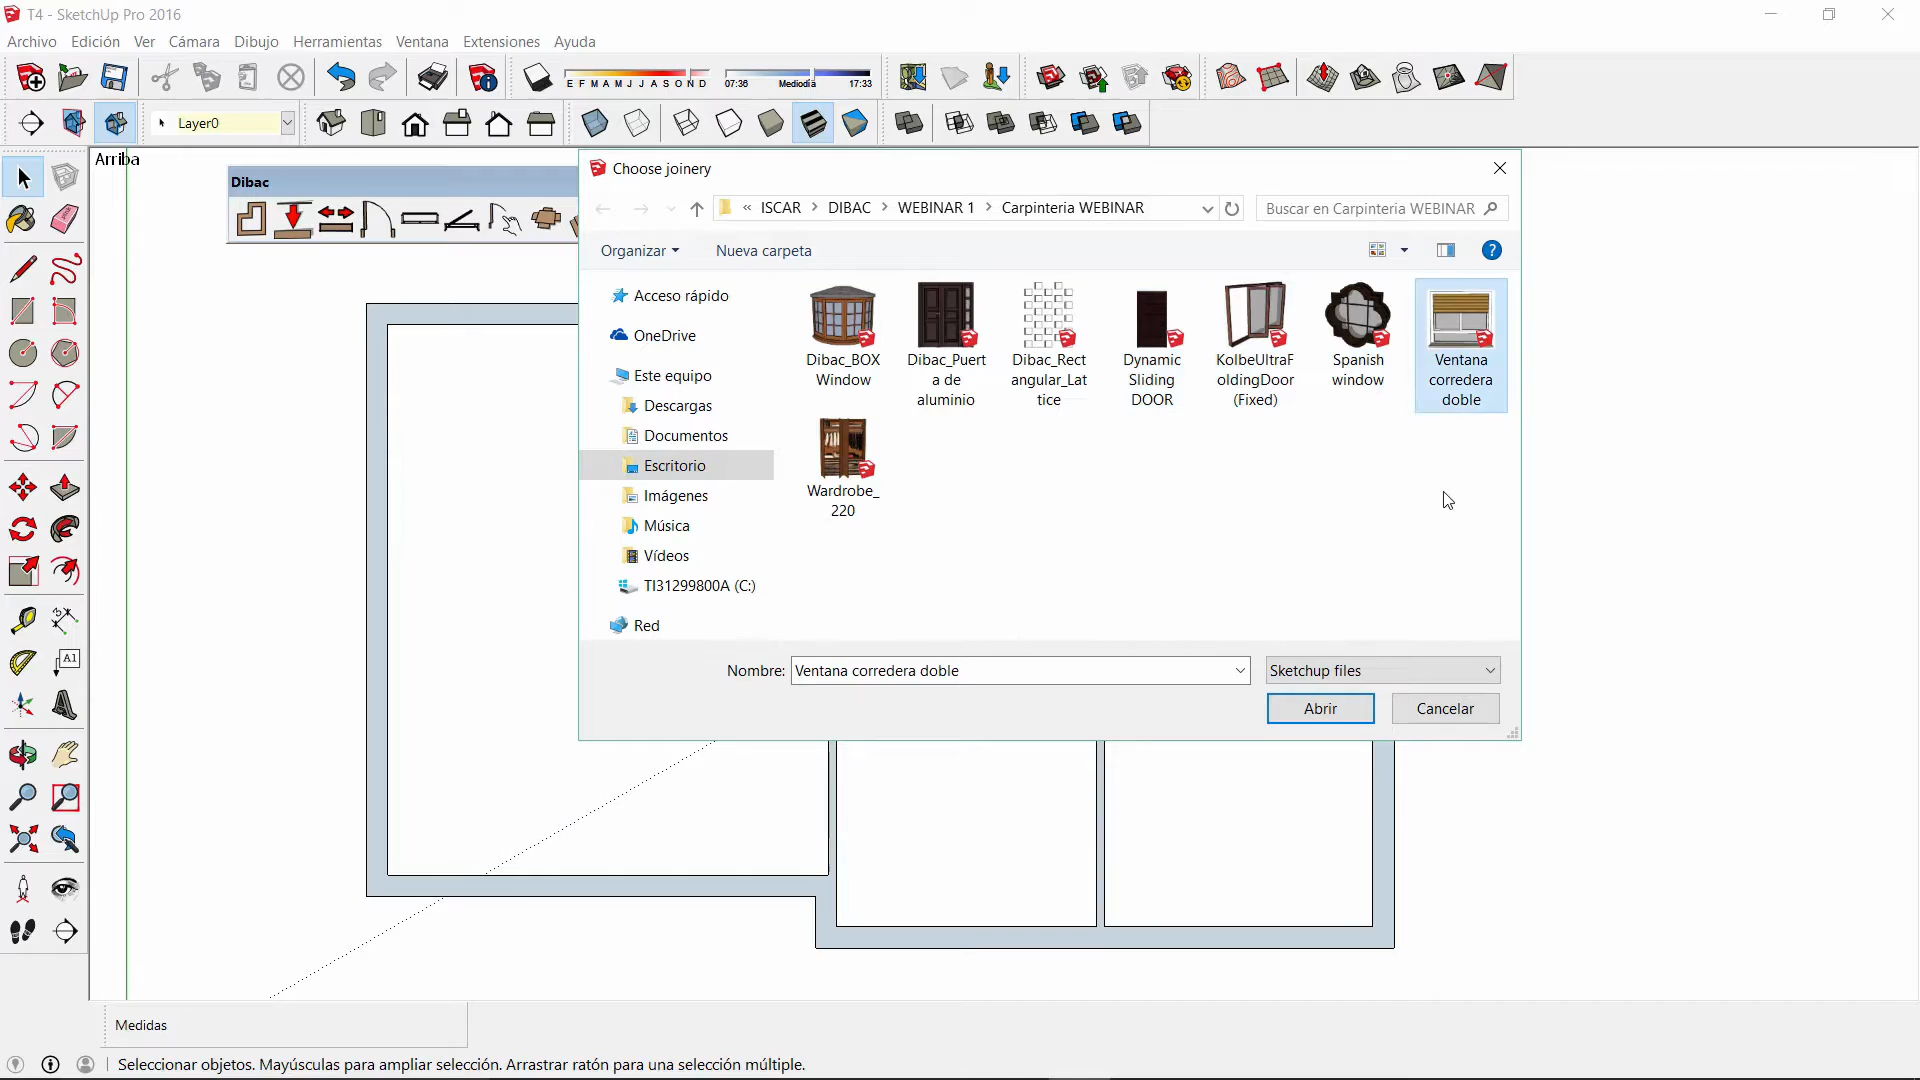 T4 - SketchUp Pro 2016
Archivo Edición Ver Cámara Dibujo Herramientas Ventana Extensiones Ayuda
E F M A M J J A S O N D 07:36 Mediodía 17:33
Layer0
Arriba
Dibac
Choose joinery
« ISCAR > DIBAC > WEBINAR 1 > Carpinteria WEBINAR
Buscar en Carpinteria WEBINAR
Organizar Nueva carpeta
Acceso rápido
OneDrive
Este equipo
Descargas
Documentos
Escritorio
Imágenes
Música
Vídeos
TI31299800A (C:)
Red
Dibac_BOX
Window
Dibac_Puert
a de
aluminio
Dibac_Rect
angular_Lat
tice
Dynamic
Sliding
DOOR
KolbeUltraF
oldingDoor
(Fixed)
Spanish
window
Ventana
corredera
doble
Wardrobe_
220
Nombre: Ventana corredera doble
Sketchup files
Abrir Cancelar
A1
Medidas
Seleccionar objetos. Mayúsculas para ampliar selección. Arrastrar ratón para una selección múltiple.